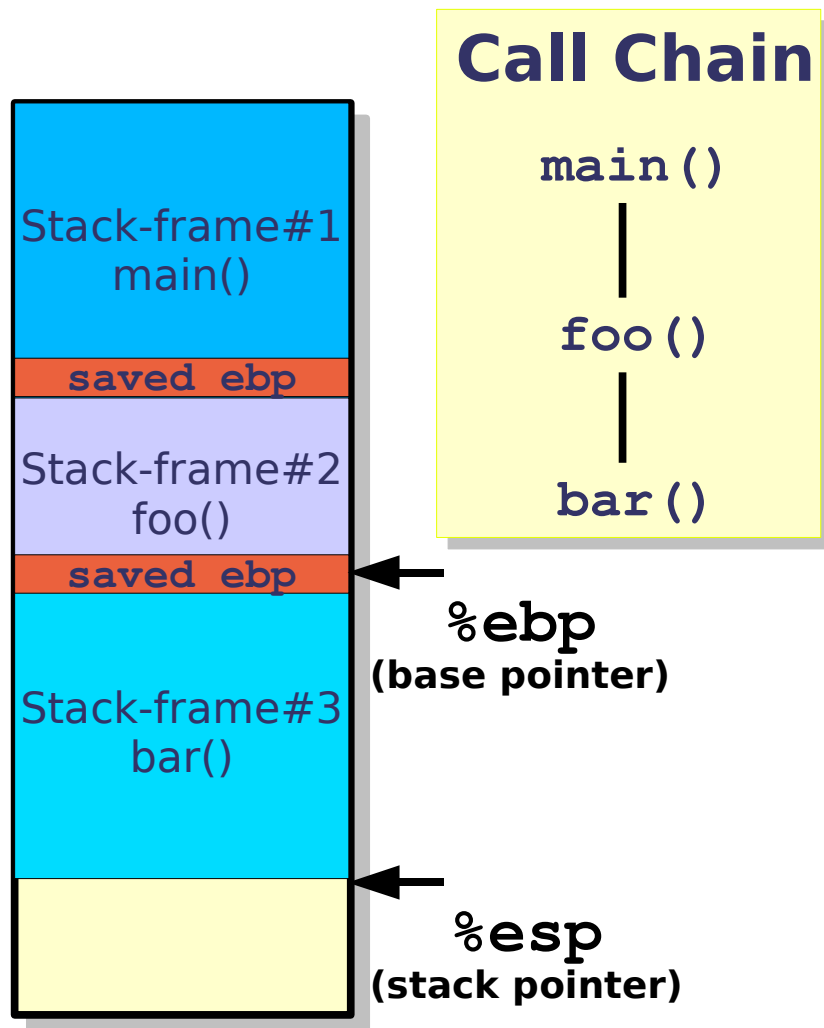 Call Chain
main()
foo()
bar()
Stack-frame#1
main()
saved ebp
Stack-frame#2
foo()
saved ebp
Stack-frame#3
bar()
%ebp
(base pointer)
%esp
(stack pointer)